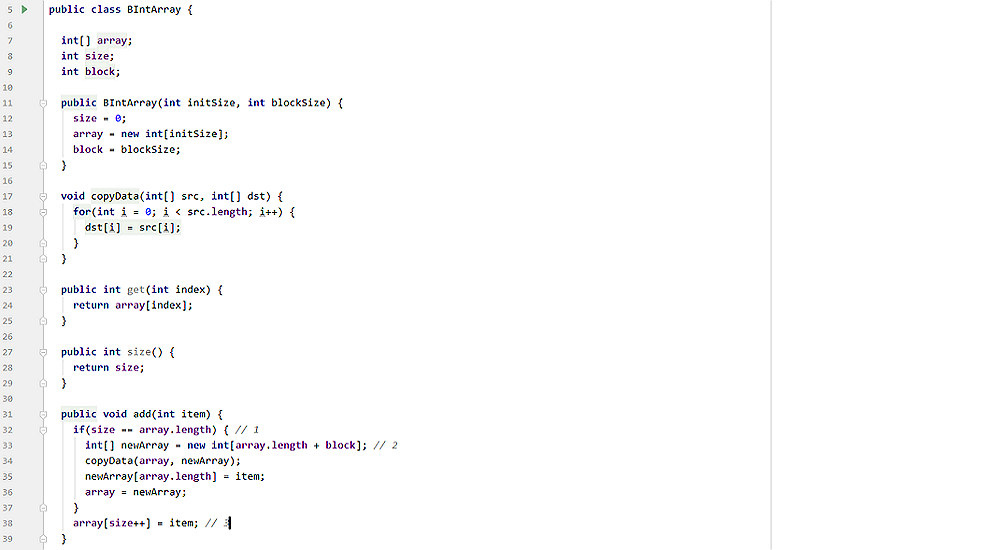 5 public class BIntArray {
6
7 int[] array;
8 int size;
9 int block;
10
11 public BIntArray(int initSize, int blockSize) {
12 size = 0;
13 array = new int[initSize];
14 block = blockSize;
15 }
16
17 void copyData(int[] src, int[] dst) {
18 for(int i = 0; i < src.length; i++) {
19 dst[i] = src[i];
20 }
21 }
22
23 public int get(int index) {
24 return array[index];
25 }
26
27 public int size() {
28 return size;
29 }
30
31 public void add(int item) {
32 if(size == array.length) { // 1
33 int[] newArray = new int[array.length + block]; // 2
34 copyData(array, newArray);
35 newArray[array.length] = item;
36 array = newArray;
37 }
38 array[size++] = item; // 3
39 }